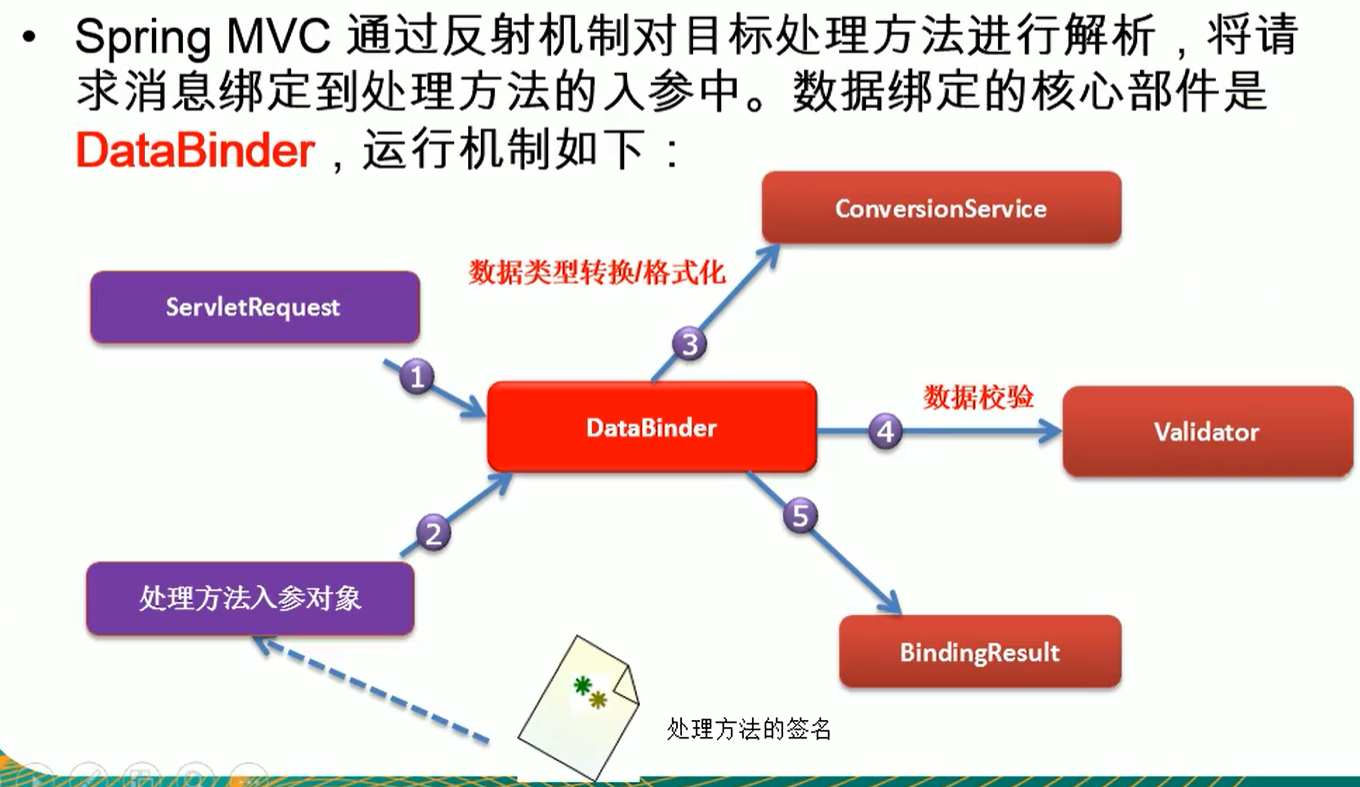 • Spring MVC 通过反射机制对目标处理方法进行解析，将请
求消息绑定到处理方法的入参中。数据绑定的核心部件是
DataBinder，运行机制如下：
ConversionService
数据类型转换/格式化
ServletRequest
3
1
数据校验
DataBinder
4
Validator
5
2
处理方法入参对象
BindingResult
处理方法的签名